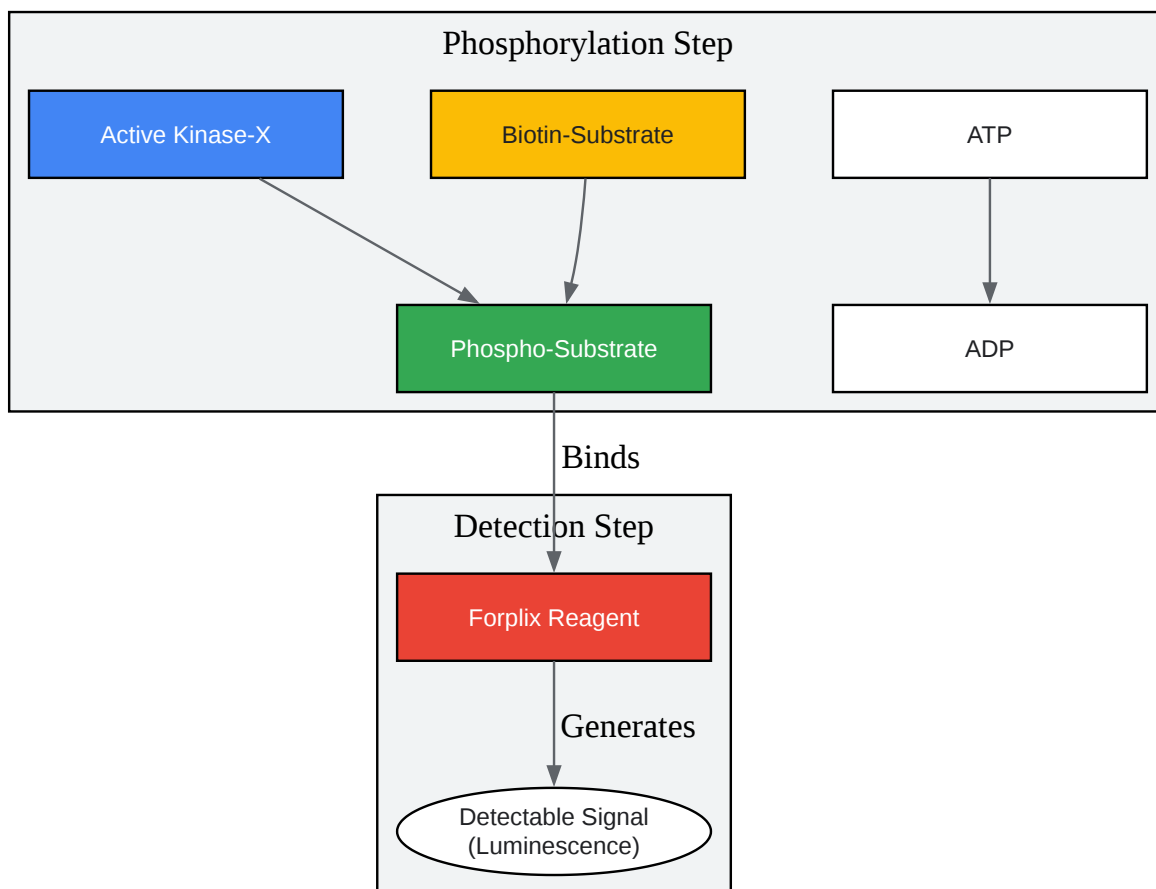 Phosphorylation Step
Active Kinase-X
Biotin-Substrate
ATP
Phospho-Substrate
ADP
Binds
Detection Step
Forplix Reagent
Generates
Detectable Signal
(Luminescence)